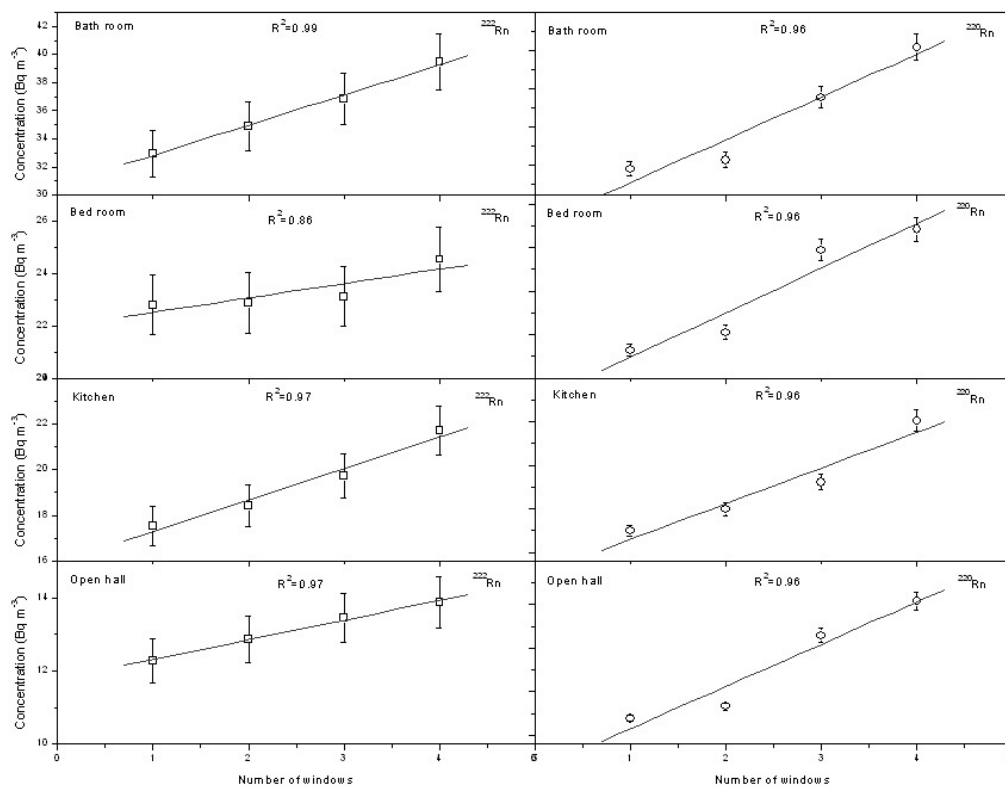 42 Bath room R²=0.99 ²²²Rn
40
38
36
34
32
30
Concentration (Bq m⁻³)
Bath room R²=0.96 ²²⁰Rn
Bed room R²=0.86 ²²²Rn
26
24
22
Concentration (Bq m⁻³)
Bed room R²=0.96 ²²⁰Rn
Kitchen R²=0.97 ²²²Rn
22
20
18
16
Concentration (Bq m⁻³)
Kitchen R²=0.96 ²²⁰Rn
Open hall R²=0.97 ²²²Rn
14
12
10
Concentration (Bq m⁻³)
Open hall R²=0.96 ²²⁰Rn
0 1 2 3 4
1 2 3 4
Number of windows
Number of windows